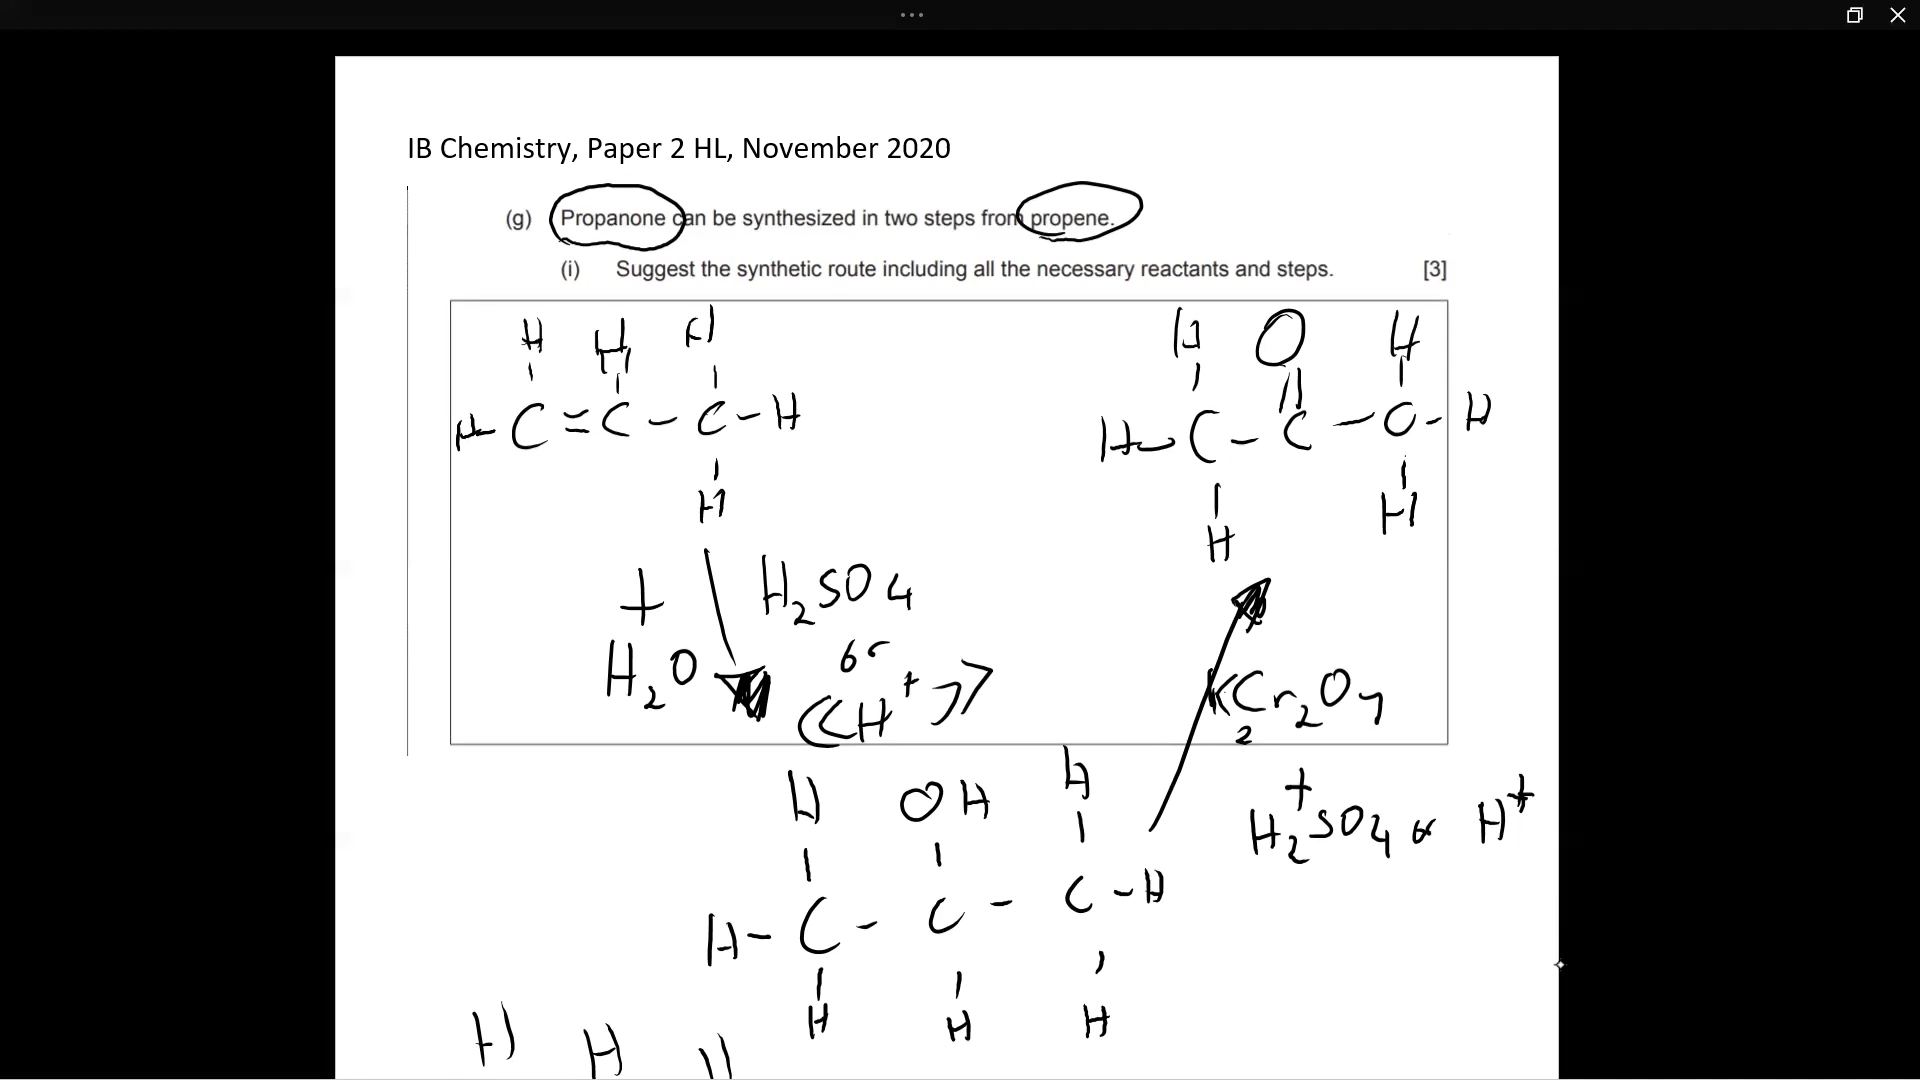 IB Chemistry, Paper 2 HL, November 2020
(g) Propanone can be synthesized in two steps from propene.
(i) Suggest the synthetic route including all the necessary reactants and steps. [3]
H H H
H - C = C - C - H
H
H O H
H - C - C - C - H
H H
+ H2SO4
H2O or
((H+))
K2Cr2O7
+
H2SO4 or H+
H OH H
H - C - C - C - H
H H H
H H H